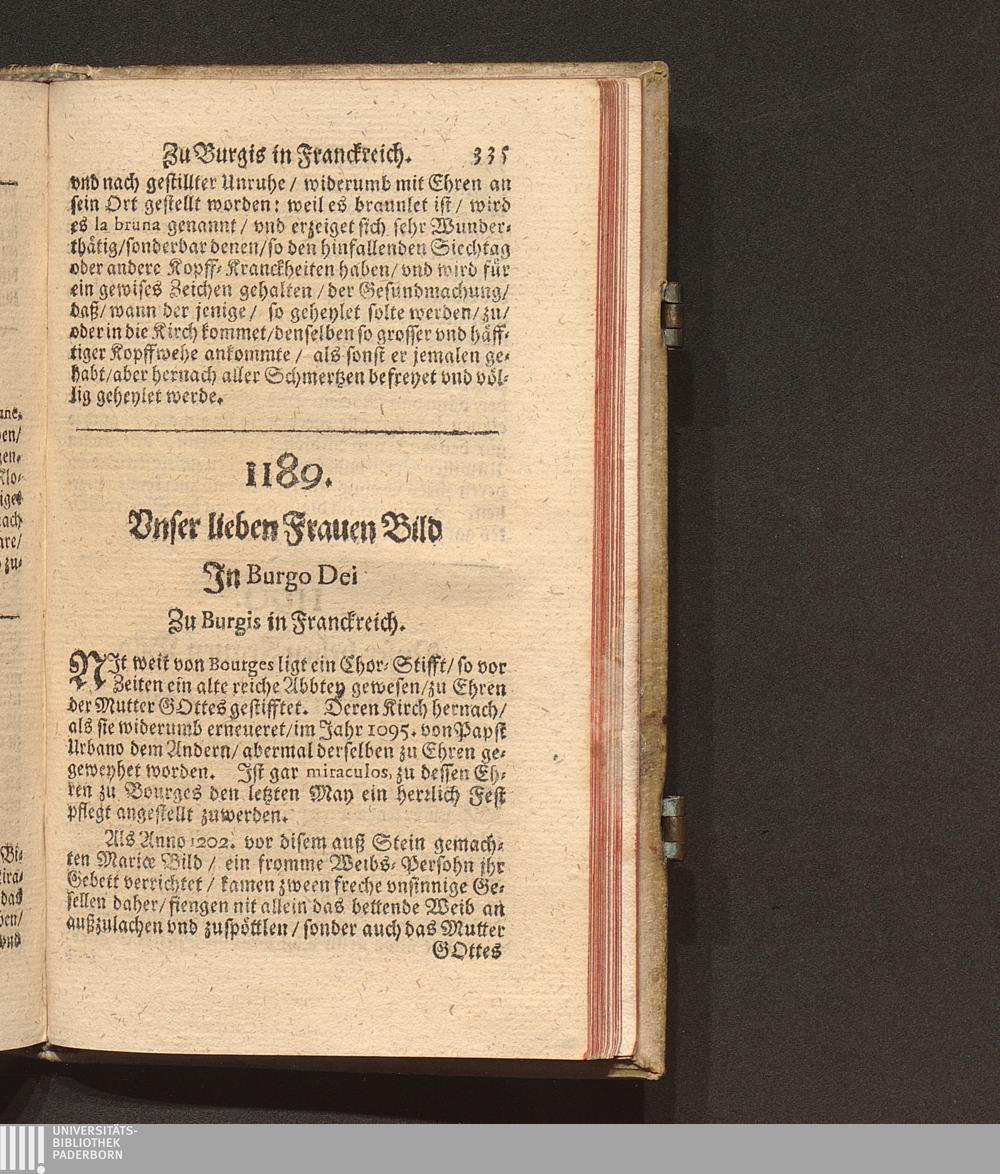 Zu Burgis in Franckreich. 335
vnd nach gestillter Unruhe / widerumb mit Ehren an
sein Ort gestellt worden: weil es braunlet ist / wird
es la bruna genannt / vnd erzeiget sich sehr Wunder-
thätig/sonderbar denen/so den hinfallenden Siechtag
oder andere Kopff-Kranckheiten haben/ vnd wird für
ein gewises Zeichen gehalten / der Gesundmachung/
daß/wann der jenige / so geheylet solte werden/ zu/
oder in die Kirch kommet/denselben so grosser vnd häff-
tiger Kopffwehe ankommte / als sonst er jemalen ge-
habt/aber hernach aller Schmertzen befreyet vnd völ-
lig geheylet werde.
1189.
Vnser lieben Frauen Bild
In Burgo Dei
Zu Burgis in Franckreich.
NIt weit von Bourges ligt ein Chor-Stifft/ so vor
Zeiten ein alte reiche Abbtey gewesen/zu Ehren
der Mutter GOttes gestifftet. Deren Kirch hernach/
als sie widerumb erneueret/im Jahr 1095. von Papst
Urbano dem Andern/ abermal derselben zu Ehren ge-
geweyhet worden. Ist gar miraculos, zu dessen Eh-
ren zu Bourges den letzten May ein herrlich Fest
pflegt angestellt zuwerden.
Als Anno 1202. vor disem auß Stein gemach-
ten Mariæ Bild / ein fromme Weibs-Persohn ihr
Gebett verrichtet / kamen zween freche vnsinnige Ge-
sellen daher/ fiengen nit allein das bettende Weib an
außzulachen vnd zuspöttlen/ sonder auch das Mutter
GOttes
UNIVERSITÄTS-
BIBLIOTHEK
PADERBORN